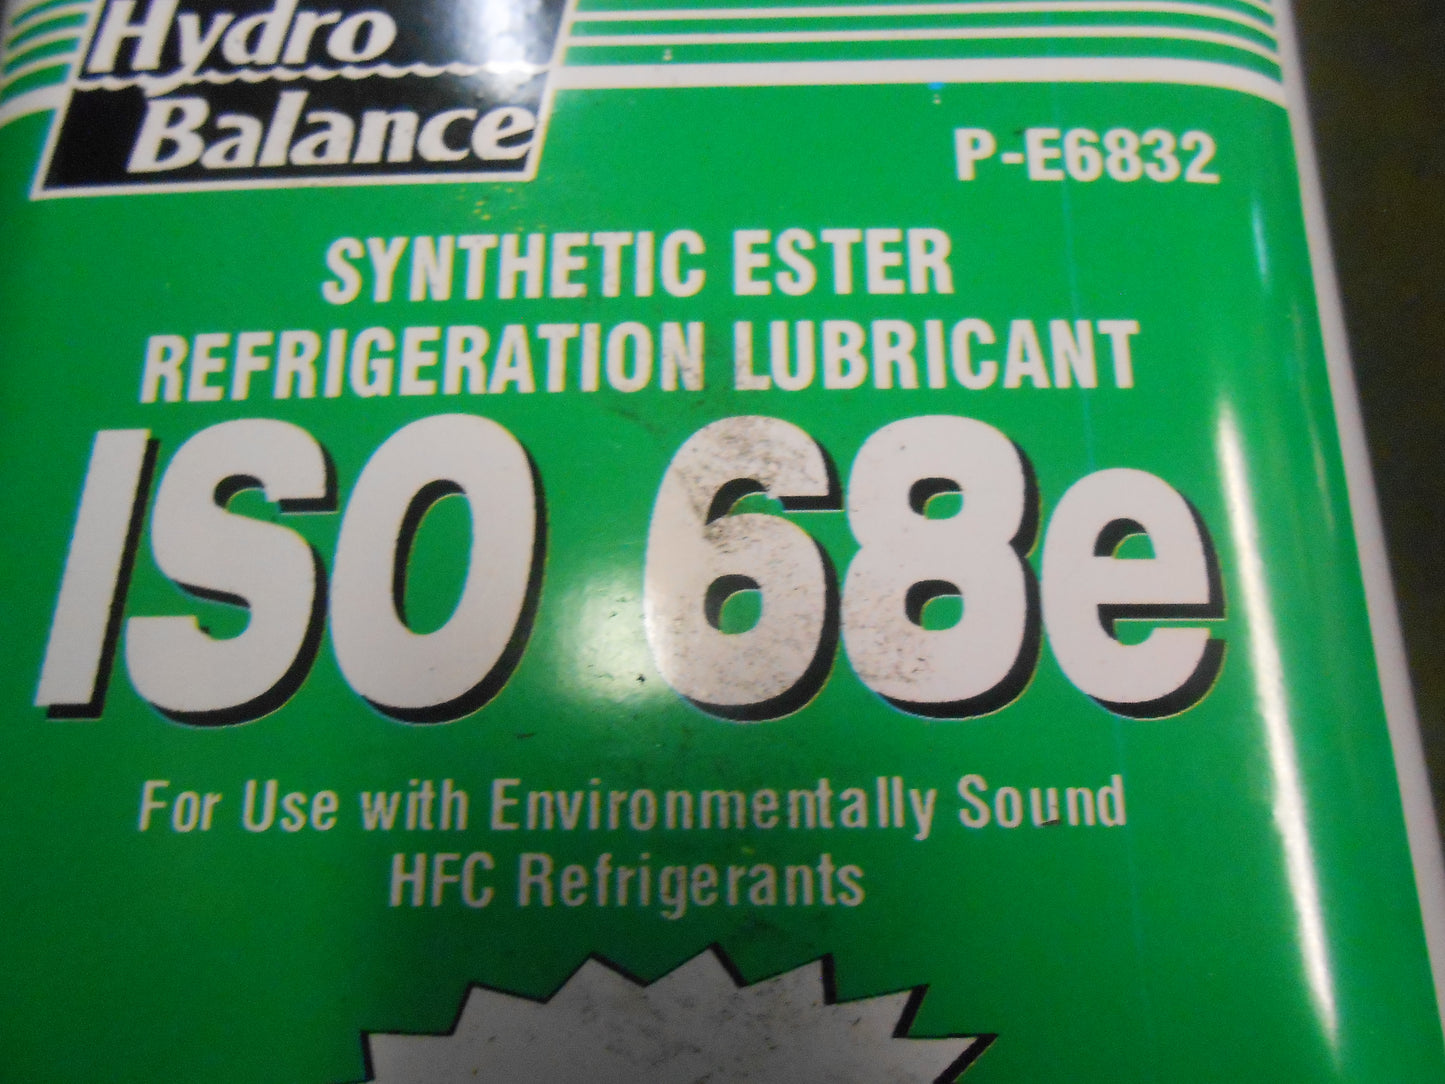 Hydro
Balance
P-E6832
SYNTHETIC ESTER
REFRIGERATION LUBRICANT
ISO 68e
For Use with Environmentally Sound
HFC Refrigerants